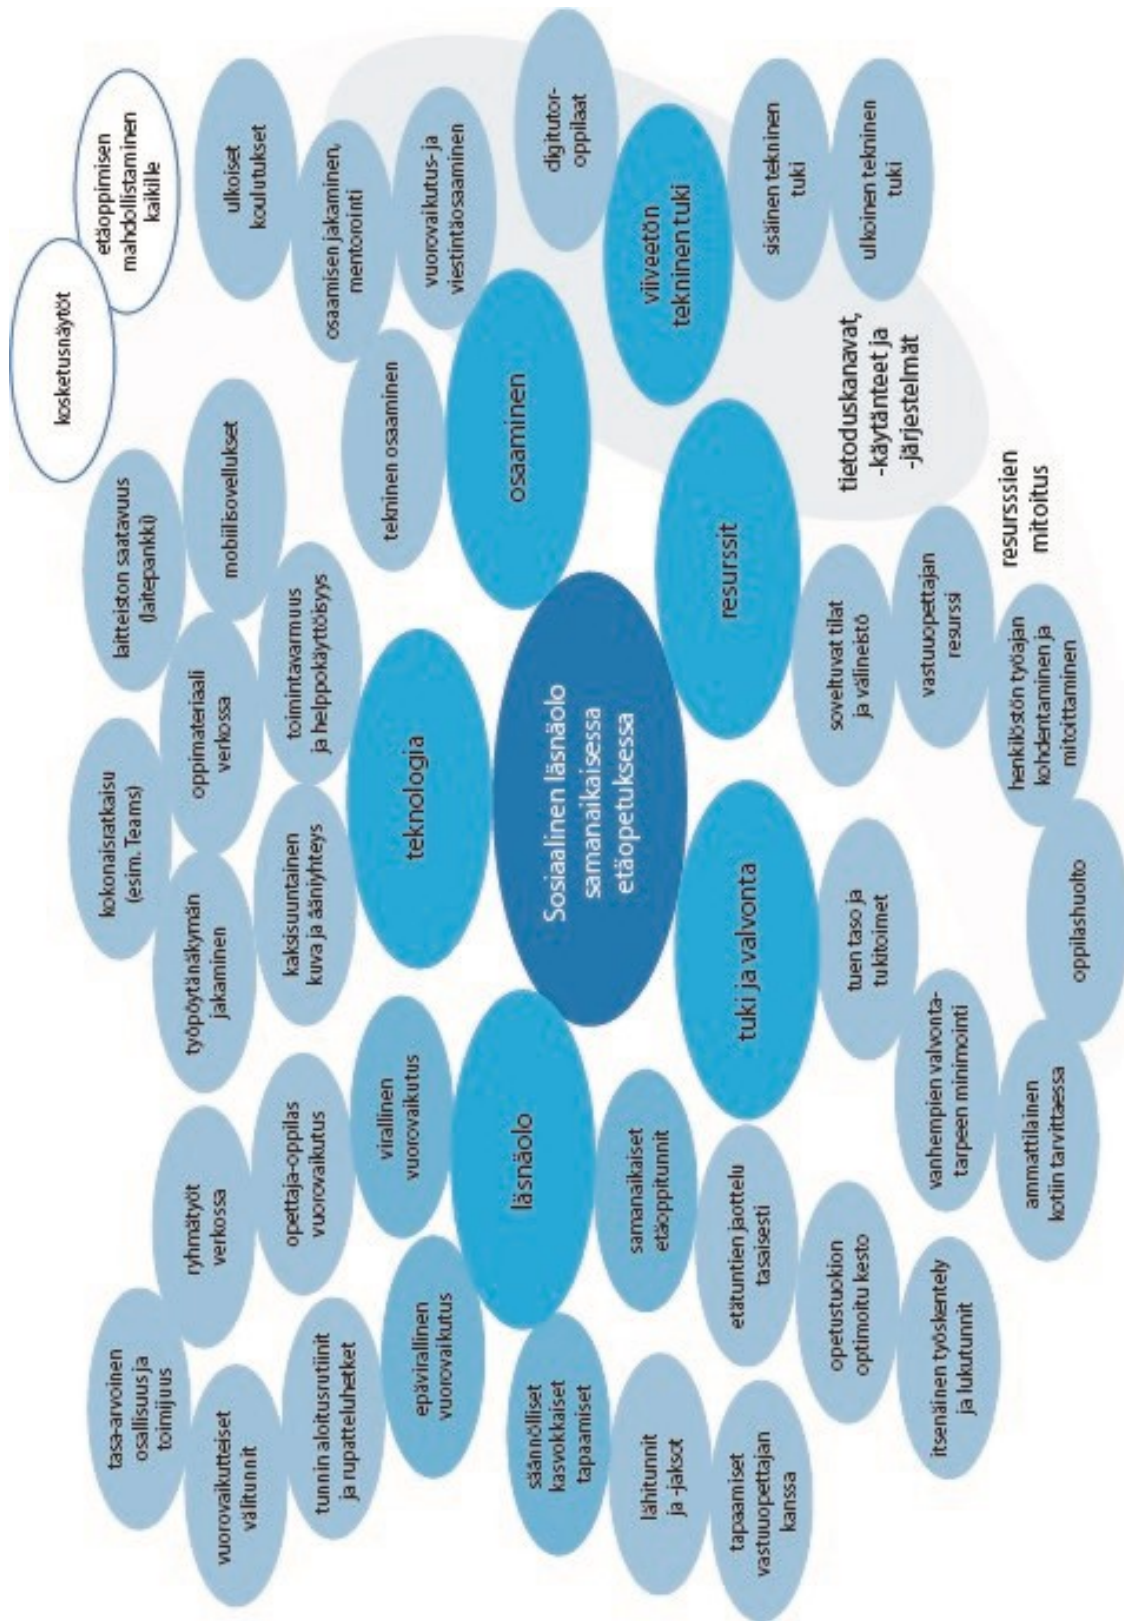 kosketusnäytöt
etäoppimisen
mahdollistaminen
kaikille
kokonaisratkaisu
(esim. Teams)
laitteiston saatavuus
(laitepankki)
tasa-arvoinen
osallisuus ja
toimijuus
ryhmätyöt
verkossa
työpöytänäkymän
jakaminen
oppimateriaali
verkossa
mobiilisovellukset
ulkoiset
koulutukset
vuorovaikutteiset
välitunnit
opettaja-oppilas
vuorovaikutus
kaksisuuntainen
kuva ja ääniyhteys
toimintavarmuus
ja helppokäyttöisyys
osaamisen jakaminen,
mentorointi
tunnin aloitusrutiinit
ja rupatteluhetket
virallinen
vuorovaikutus
teknologia
tekninen osaaminen
vuorovaikutus- ja
viestintäosaaminen
epävirallinen
vuorovaikutus
läsnäolo
osaaminen
digitutor-
oppilaat
säännölliset
kasvokkaiset
tapaamiset
Sosiaalinen läsnäolo
samanaikaisessa
etäopetuksessa
samanaikaiset
etäoppitunnit
viiveetön
tekninen tuki
lähitunnit
ja -jaksot
tuki ja valvonta
resurssit
etätuntien jaottelu
tasaisesti
sisäinen tekninen
tuki
tapaamiset
vastuuopettajan
kanssa
opetustuokion
optimoitu kesto
tuen taso ja
tukitoimet
soveltuvat tilat
ja välineistö
tietoduskanavat,
-käytänteet ja
-järjestelmät
ulkoinen tekninen
tuki
itsenäinen työskentely
ja lukutunnit
vanhempien valvonta-
tarpeen minimointi
vastuuopettajan
resurssi
ammattilainen
kotiin tarvittaessa
oppilashuolto
henkilöstön työajan
kohdentaminen ja
mitoittaminen
resursssien
mitoitus